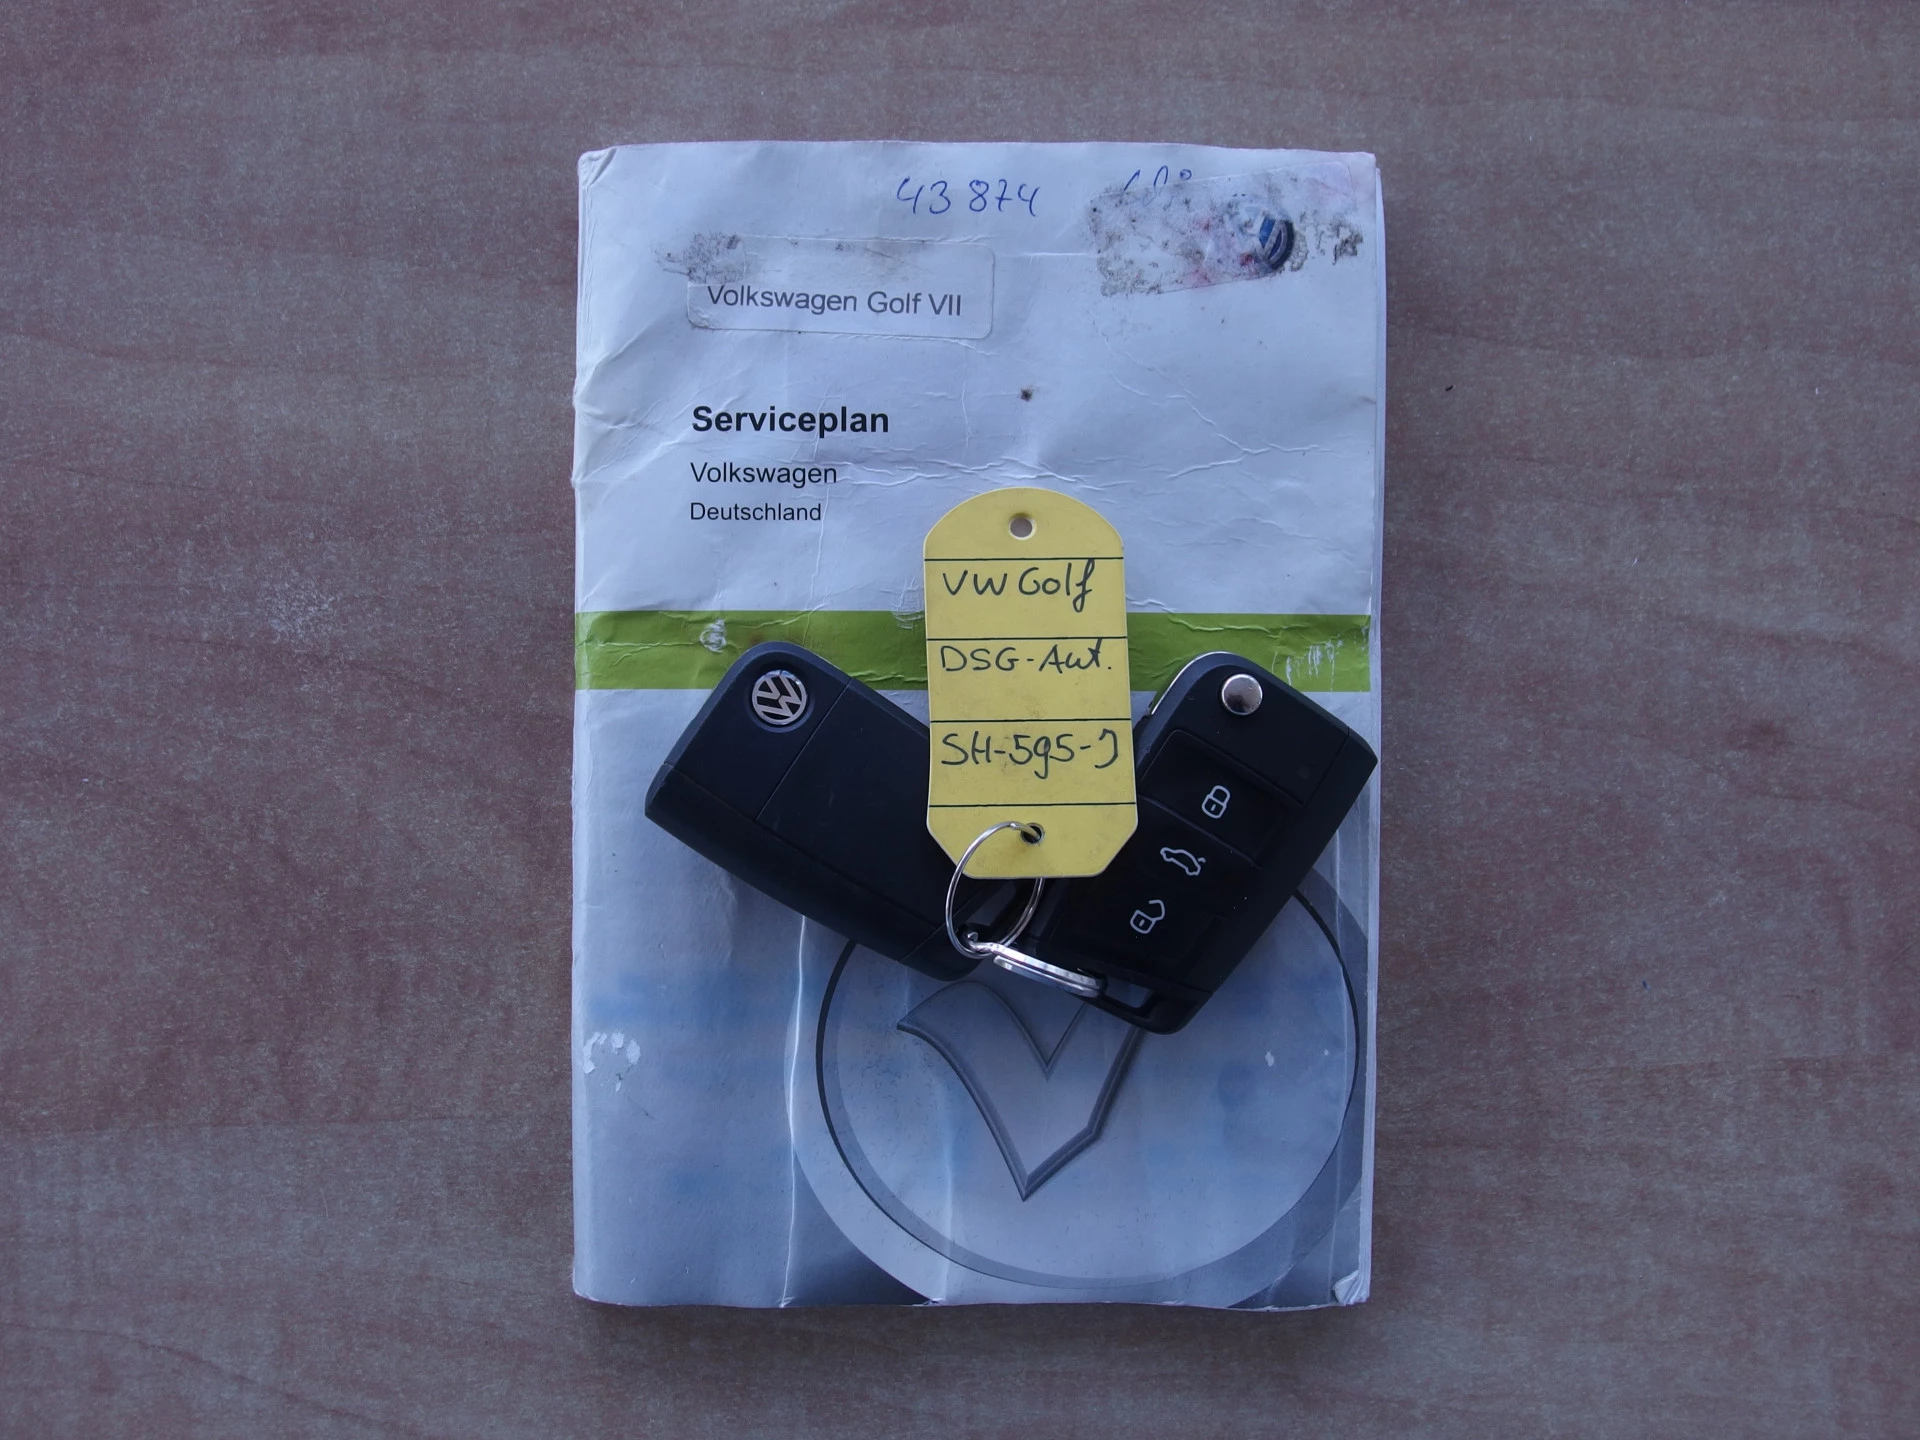 43 874
Volkswagen Golf VII
Serviceplan
Volkswagen
Deutschland
VW Golf
DSG-Aut.
SH-595-J